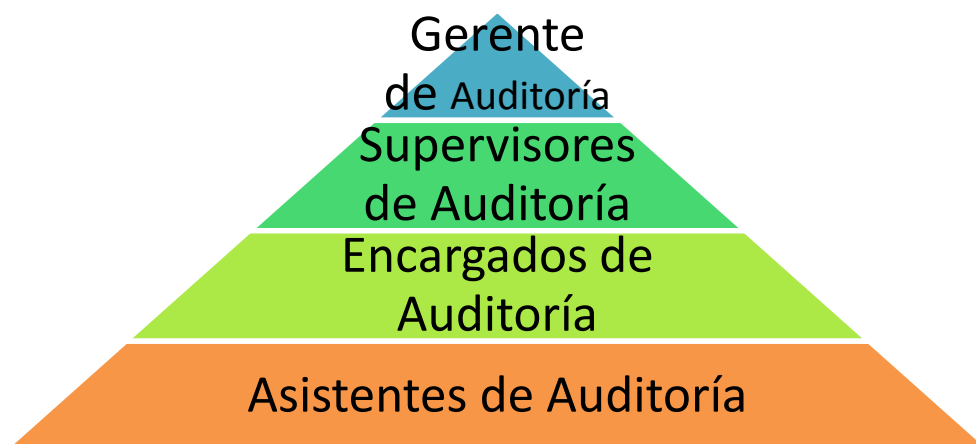 Gerente
de Auditoría
Supervisores
de Auditoría
Encargados de
Auditoría
Asistentes de Auditoría